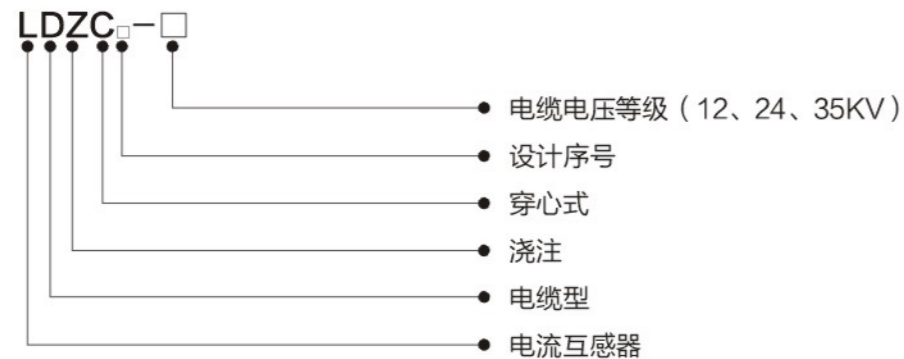 LDZC□-□
电缆电压等级（12、24、35KV）
设计序号
穿心式
浇注
电缆型
电流互感器